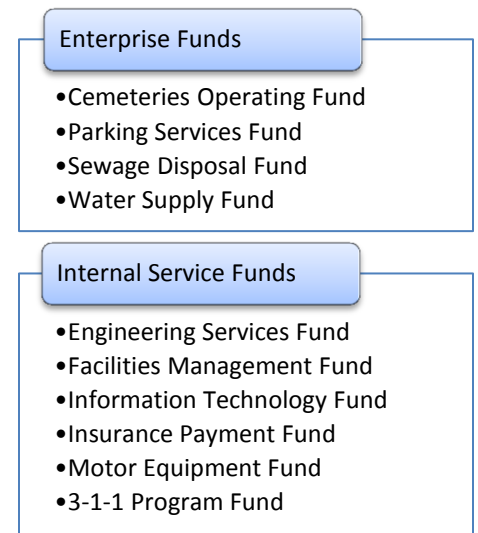 Enterprise Funds
•Cemeteries Operating Fund
•Parking Services Fund
•Sewage Disposal Fund
•Water Supply Fund
Internal Service Funds
•Engineering Services Fund
•Facilities Management Fund
•Information Technology Fund
•Insurance Payment Fund
•Motor Equipment Fund
•3-1-1 Program Fund